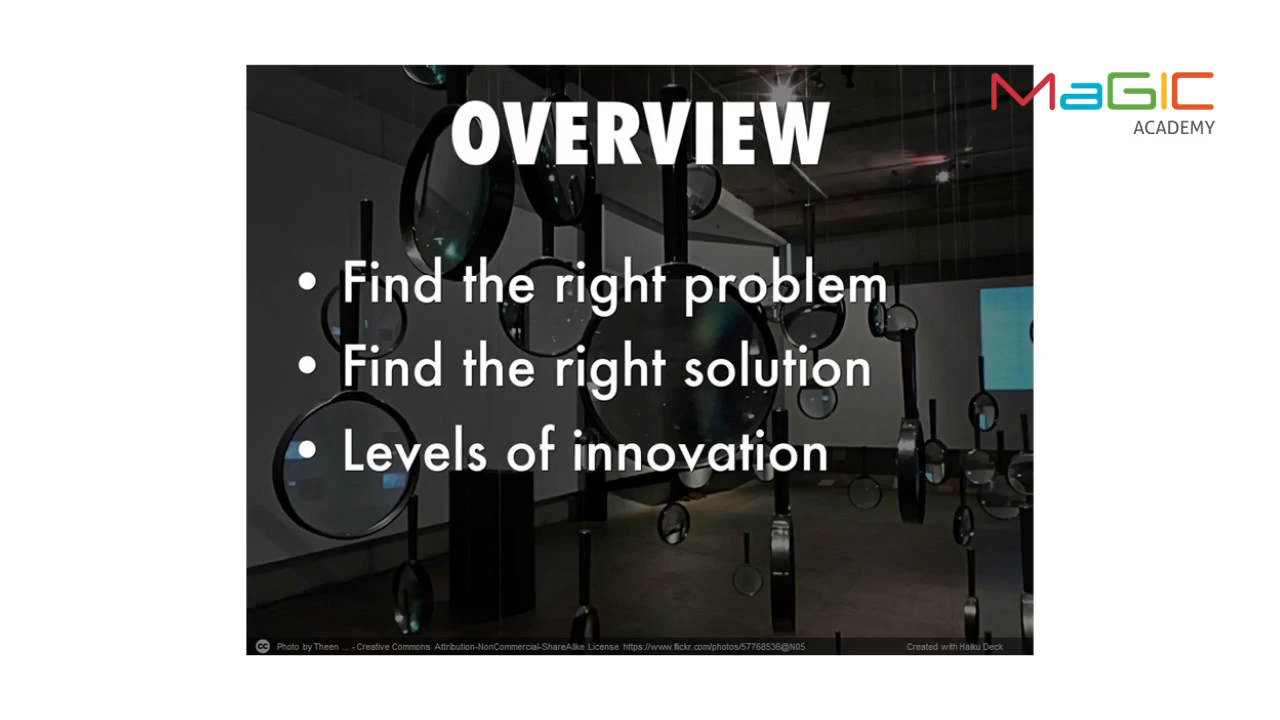 MaGIC
ACADEMY
OVERVIEW
• Find the right problem
• Find the right solution
• Levels of innovation
cc Photo by Theen ... - Creative Commons Attribution-NonCommercial-ShareAlike License https://www.flickr.com/photos/57768536@N05 Created with Haiku Deck